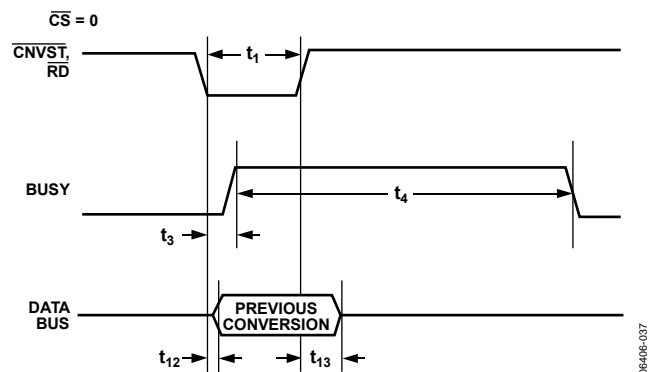 CS = 0
CNVST,
RD
t1
BUSY
t4
t3
DATA
BUS
PREVIOUS
CONVERSION
t12
t13
06406-037